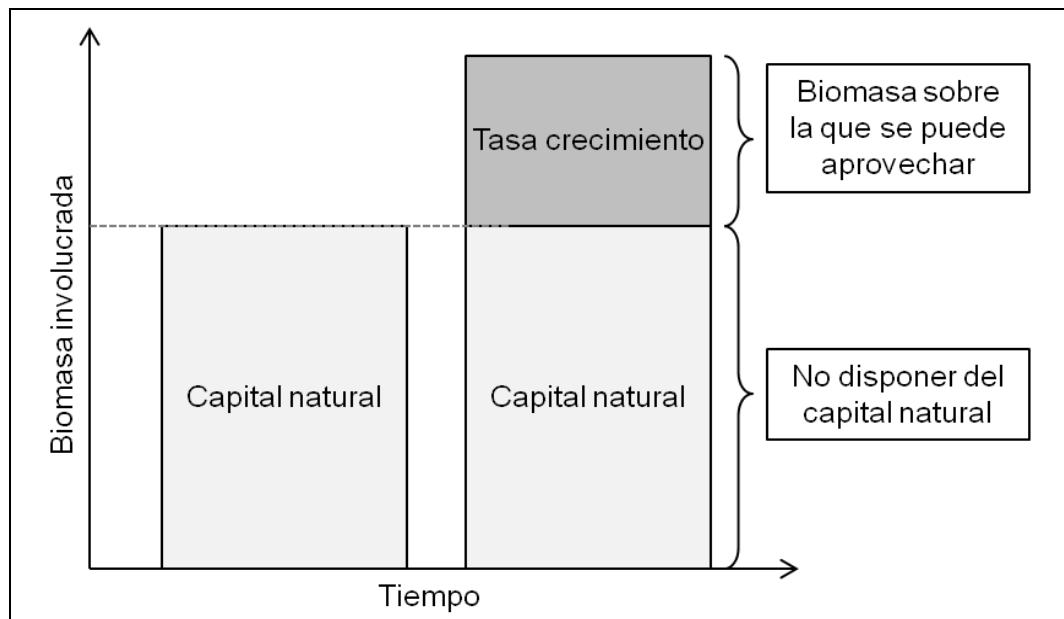 Biomasa involucrada
Tasa crecimiento
Biomasa sobre
la que se puede
aprovechar
Capital natural
Capital natural
No disponer del
capital natural
Tiempo